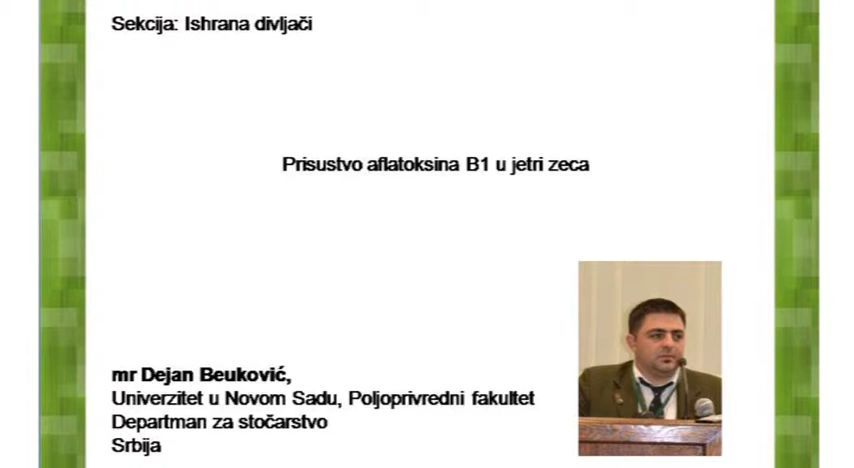 Sekcija: Ishrana divljači
Prisustvo aflatoksina B1 u jetri zeca
mr Dejan Beuković,
Univerzitet u Novom Sadu, Poljoprivredni fakultet
Departman za stočarstvo
Srbija